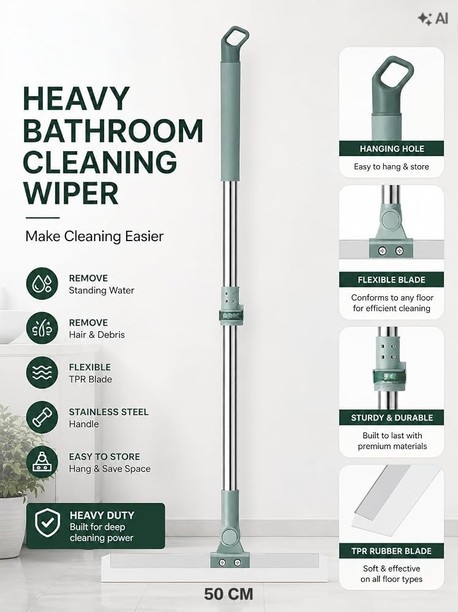 AI
HEAVY
BATHROOM
CLEANING
WIPER
Make Cleaning Easier
REMOVE
Standing Water
REMOVE
Hair & Debris
FLEXIBLE
TPR Blade
STAINLESS STEEL
Handle
EASY TO STORE
Hang & Save Space
HEAVY DUTY
Built for deep
cleaning power
50 CM
HANGING HOLE
Easy to hang & store
FLEXIBLE BLADE
Conforms to any floor
for efficient cleaning
STURDY & DURABLE
Built to last with
premium materials
TPR RUBBER BLADE
Soft & effective
on all floor types